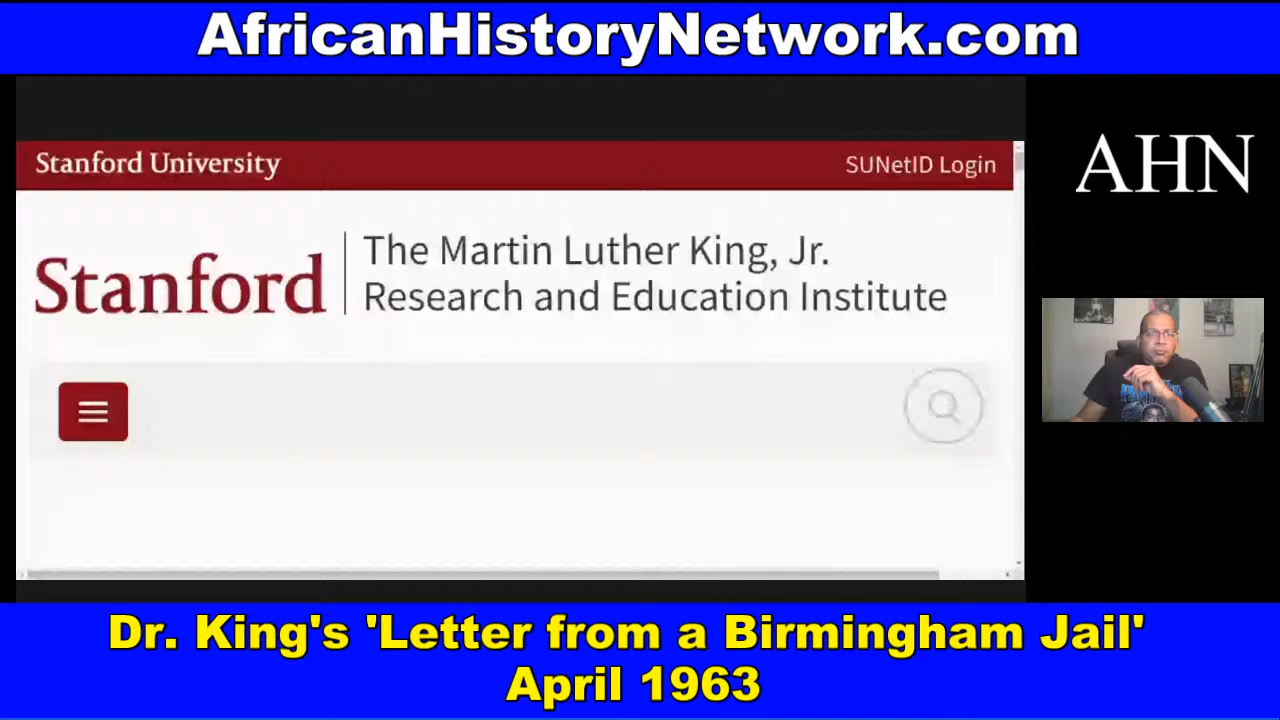 AfricanHistoryNetwork.com
Stanford University
SUNetID Login
AHN
Stanford
The Martin Luther King, Jr.
Research and Education Institute
Dr. King's 'Letter from a Birmingham Jail'
April 1963